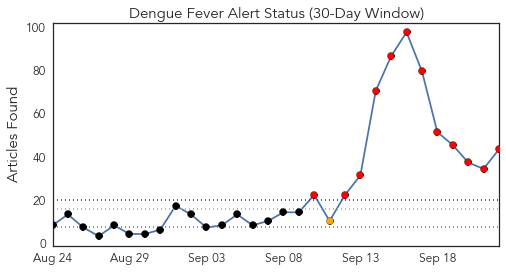 Dengue Fever Alert Status (30-Day Window)
Articles Found
100
80
60
40
20
0
Aug 24 Aug 29 Sep 03 Sep 08 Sep 13 Sep 18